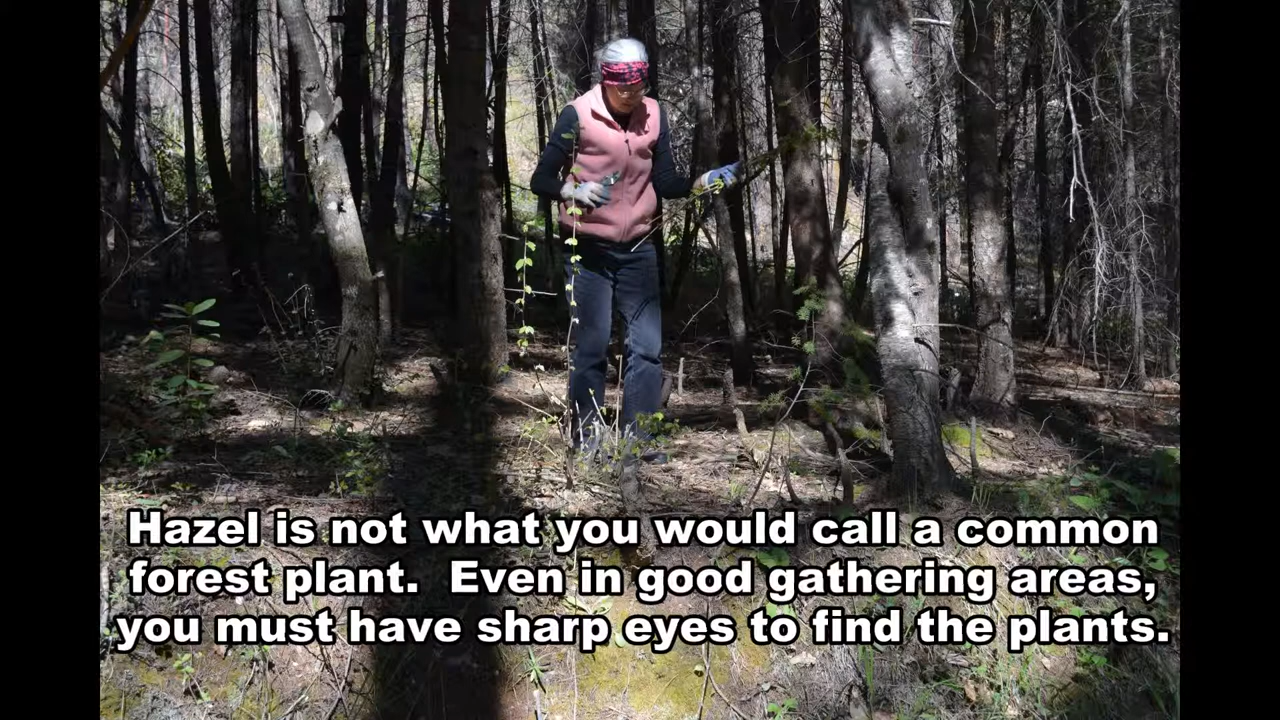 Hazel is not what you would call a common
forest plant.  Even in good gathering areas,
you must have sharp eyes to find the plants.